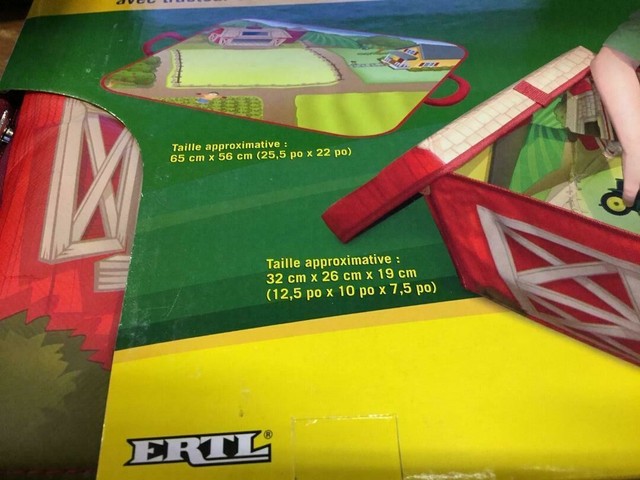 avec
Taille approximative :
65 cm x 56 cm (25,5 po x 22 po)
Taille approximative :
32 cm x 26 cm x 19 cm
(12,5 po x 10 po x 7,5 po)
ERTL®